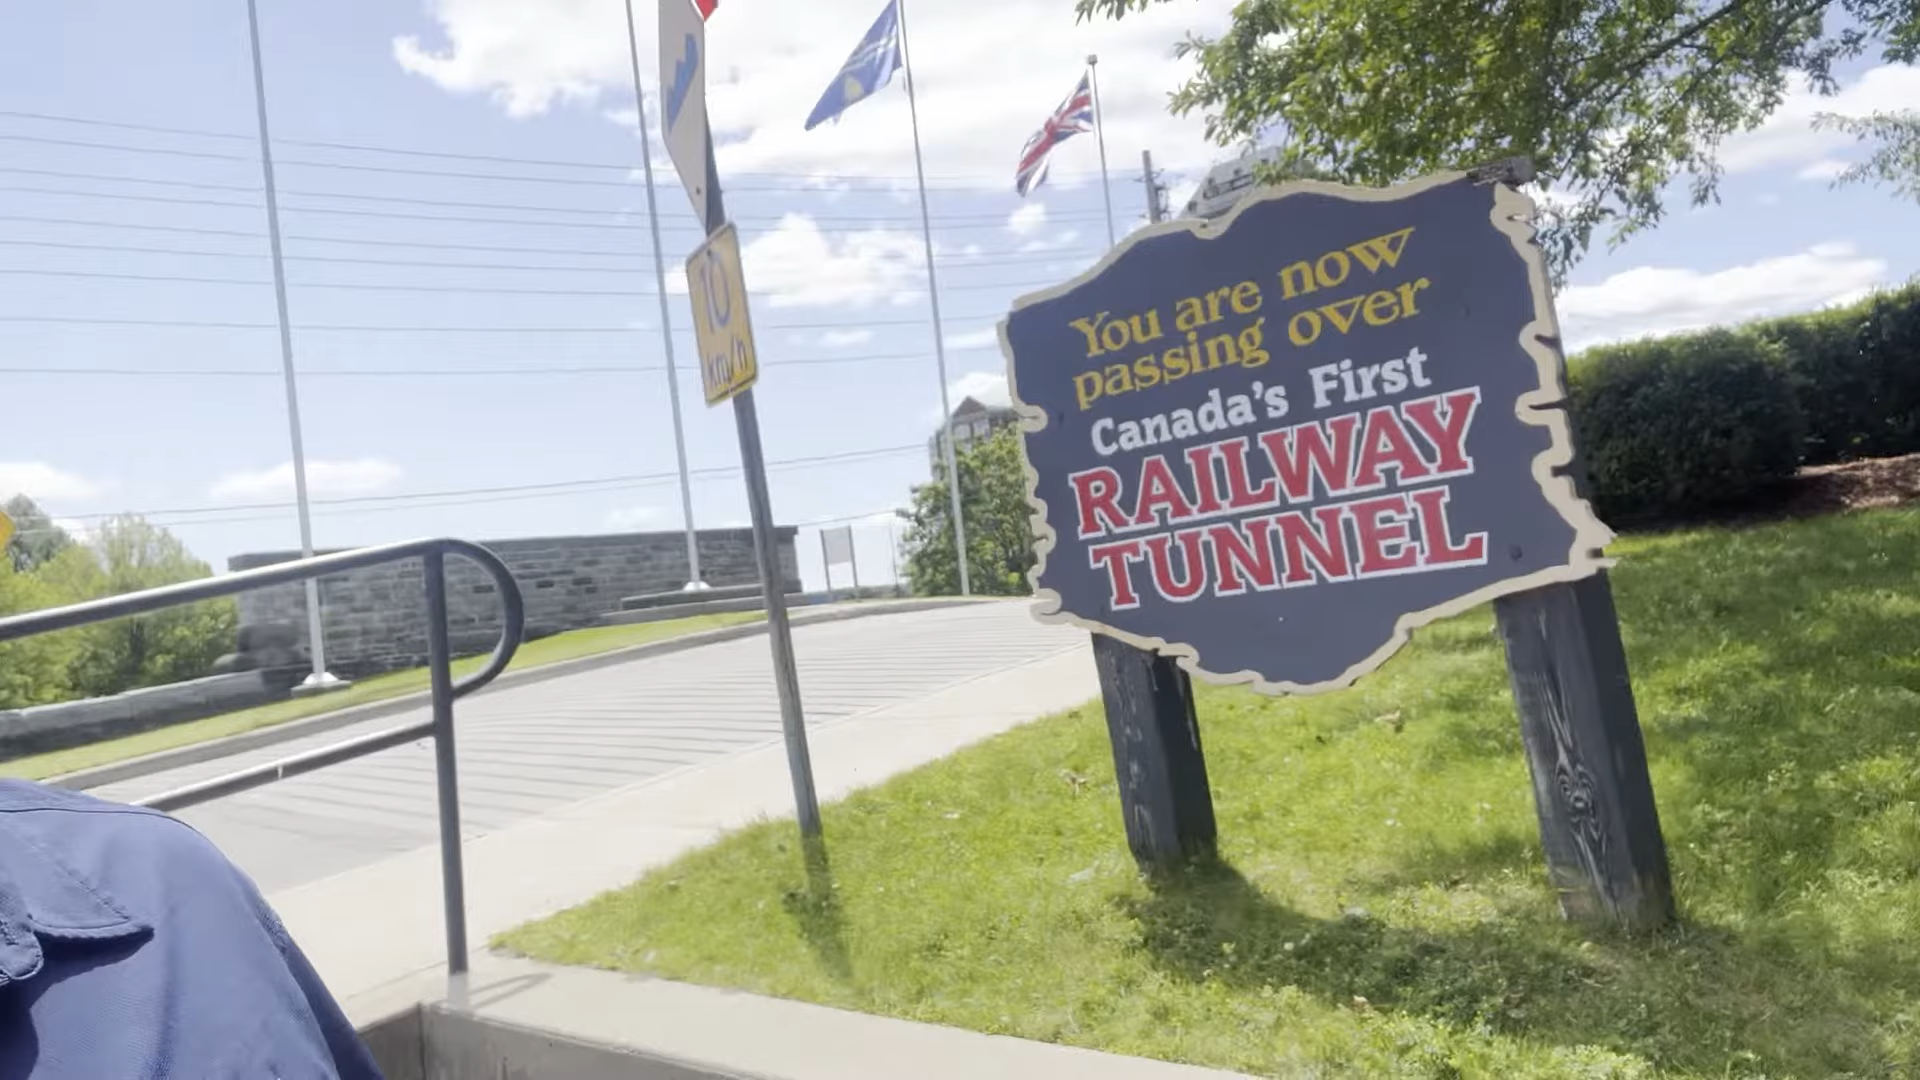 10
km/h
You are now
passing over
Canada's First
RAILWAY
TUNNEL